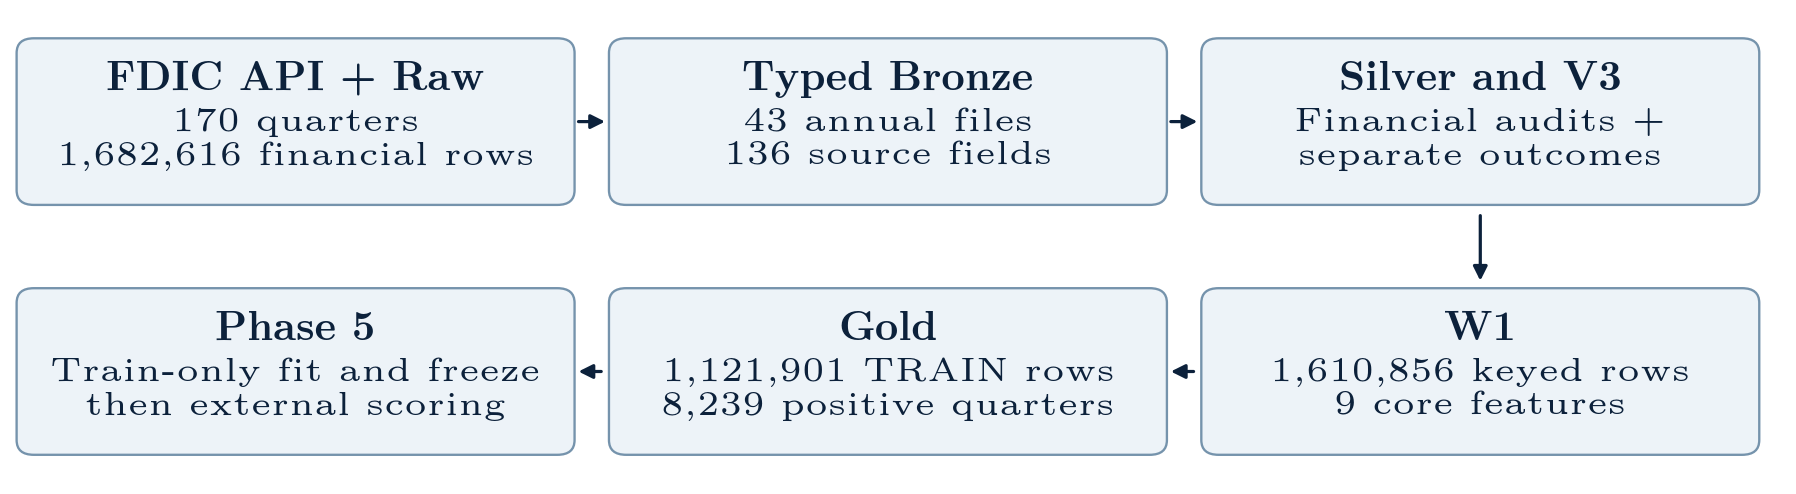 FDIC API + Raw
170 quarters
1,682,616 financial rows
Typed Bronze
43 annual files
136 source fields
Silver and V3
Financial audits +
separate outcomes
Phase 5
Train-only fit and freeze
then external scoring
Gold
1,121,901 TRAIN rows
8,239 positive quarters
W1
1,610,856 keyed rows
9 core features